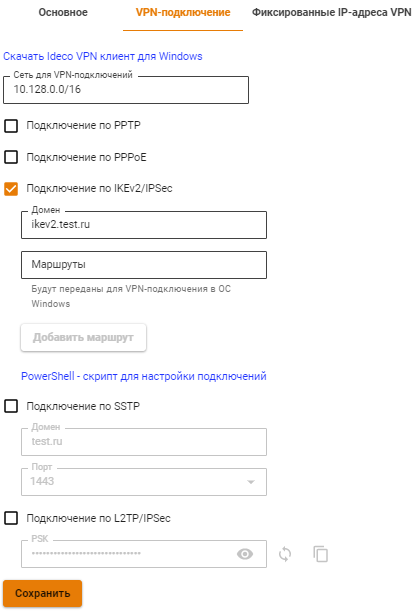 Основное VPN-подключение Фиксированные IP-адреса VPN
Скачать Ideco VPN клиент для Windows
Сеть для VPN-подключений
10.128.0.0/16
Подключение по PPTP
Подключение по PPPoE
Подключение по IKEv2/IPSec
Домен
ikev2.test.ru
Маршруты
Будут переданы для VPN-подключения в ОС
Windows
Добавить маршрут
PowerShell - скрипт для настройки подключений
Подключение по SSTP
Домен
test.ru
Порт
1443
Подключение по L2TP/IPSec
PSK
••••••••••••••••••••••••••••••
Сохранить